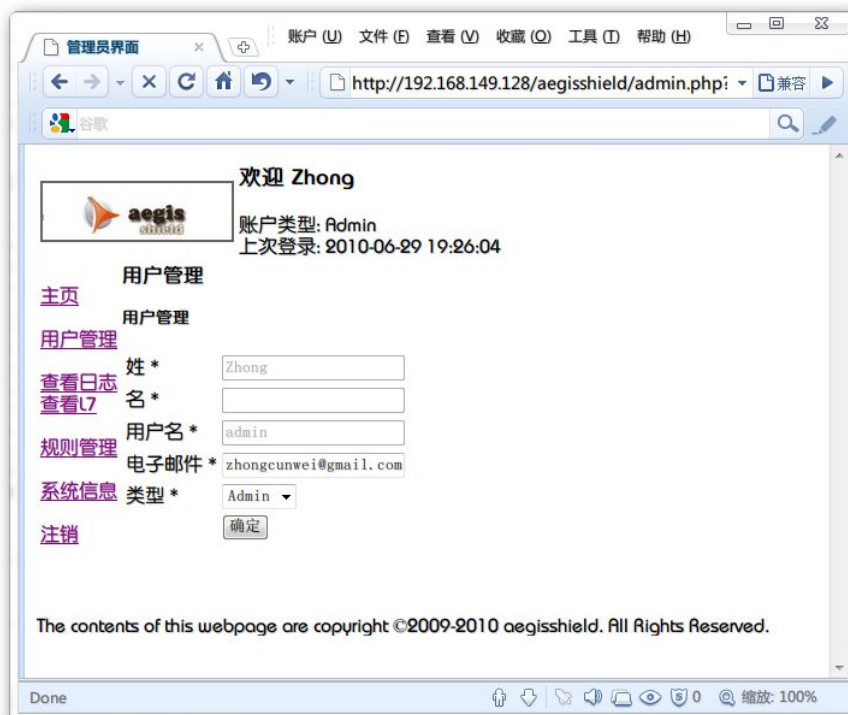 账户 (U) 文件 (F) 查看 (V) 收藏 (O) 工具 (T) 帮助 (H)
管理员界面
http://192.168.149.128/aegisshield/admin.php?
兼容
谷歌
aegis
shield
欢迎 Zhong
账户类型: Admin
上次登录: 2010-06-29 19:26:04
用户管理
主页
用户管理
用户管理
查看日志
查看L7
规则管理
系统信息
注销
姓 * Zhong
名 *
用户名 * admin
电子邮件 * zhongcunwei@gmail.com
类型 * Admin
确定
The contents of this webpage are copyright ©2009-2010 aegisshield. All Rights Reserved.
Done
0
缩放: 100%